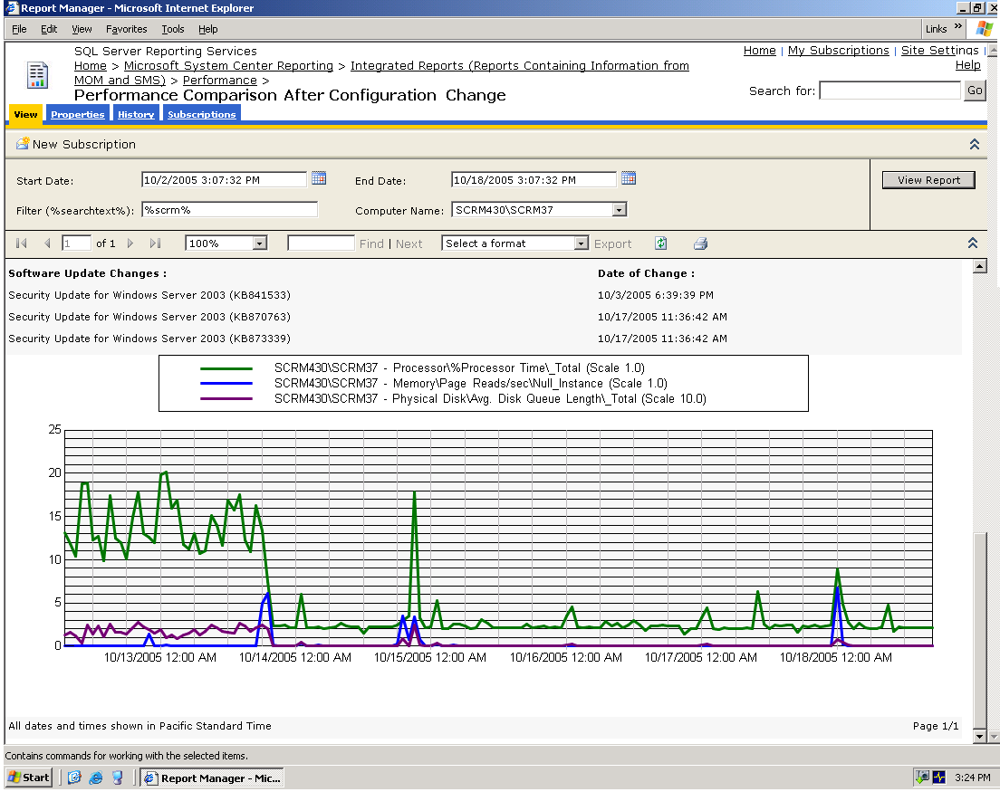 Report Manager - Microsoft Internet Explorer
File Edit View Favorites Tools Help Links »
SQL Server Reporting Services
Home | My Subscriptions | Site Settings |
Help
Home > Microsoft System Center Reporting > Integrated Reports (Reports Containing Information from
MOM and SMS) > Performance >
Performance Comparison After Configuration Change
Search for: Go
View Properties History Subscriptions
New Subscription
Start Date: 10/2/2005 3:07:32 PM End Date: 10/18/2005 3:07:32 PM View Report
Filter (%searchtext%): %scrm% Computer Name: SCRM430\SCRM37
1 of 1 100% Find | Next Select a format Export
Software Update Changes : Date of Change :
Security Update for Windows Server 2003 (KB841533) 10/3/2005 6:39:39 PM
Security Update for Windows Server 2003 (KB870763) 10/17/2005 11:36:42 AM
Security Update for Windows Server 2003 (KB873339) 10/17/2005 11:36:42 AM
SCRM430\SCRM37 - Processor\%Processor Time\_Total (Scale 1.0)
SCRM430\SCRM37 - Memory\Page Reads/sec\Null_Instance (Scale 1.0)
SCRM430\SCRM37 - Physical Disk\Avg. Disk Queue Length\_Total (Scale 10.0)
25
20
15
10
5
0
10/13/2005 12:00 AM 10/14/2005 12:00 AM 10/15/2005 12:00 AM 10/16/2005 12:00 AM 10/17/2005 12:00 AM 10/18/2005 12:00 AM
All dates and times shown in Pacific Standard Time Page 1/1
Contains commands for working with the selected items.
Start Report Manager - Mic... 3:24 PM